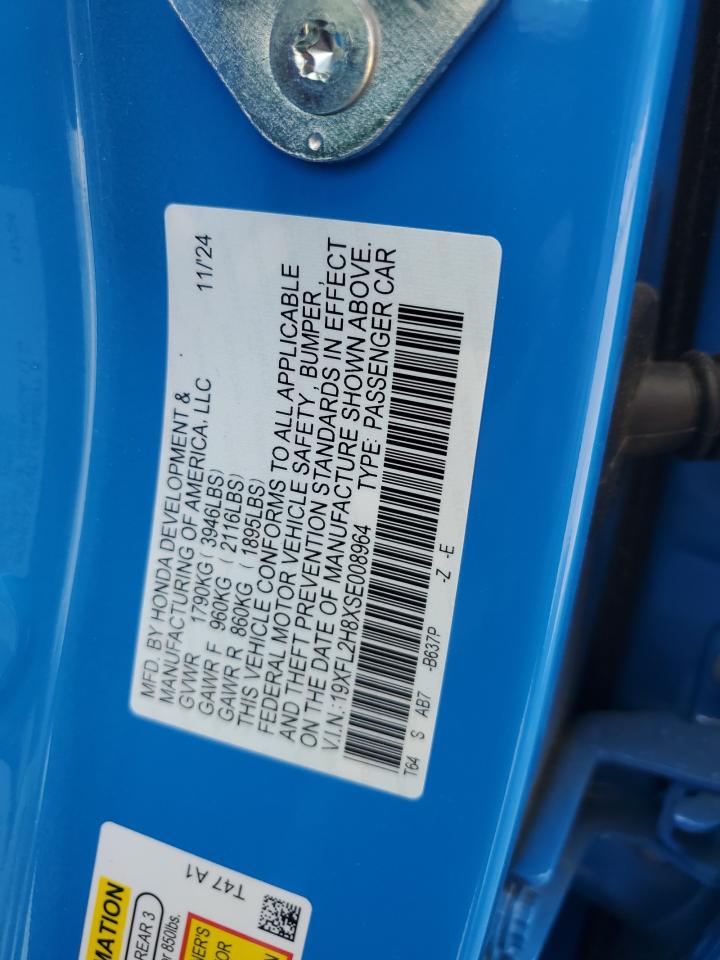 MFD. BY HONDA DEVELOPMENT &
MANUFACTURING OF AMERICA, LLC 11/'24
GVWR 1790KG ( 3946LBS)
GAWR F 960KG ( 2116LBS)
GAWR R 860KG ( 1895LBS)
THIS VEHICLE CONFORMS TO ALL APPLICABLE
FEDERAL MOTOR VEHICLE SAFETY , BUMPER ,
AND THEFT PREVENTION STANDARDS IN EFFECT
ON THE DATE OF MANUFACTURE SHOWN ABOVE.
V.I.N.:19XFL2H8XSE008964 TYPE: PASSENGER CAR
T64 S AB7 -B637P -Z -E
T47 A1
REAR 3
850lbs.